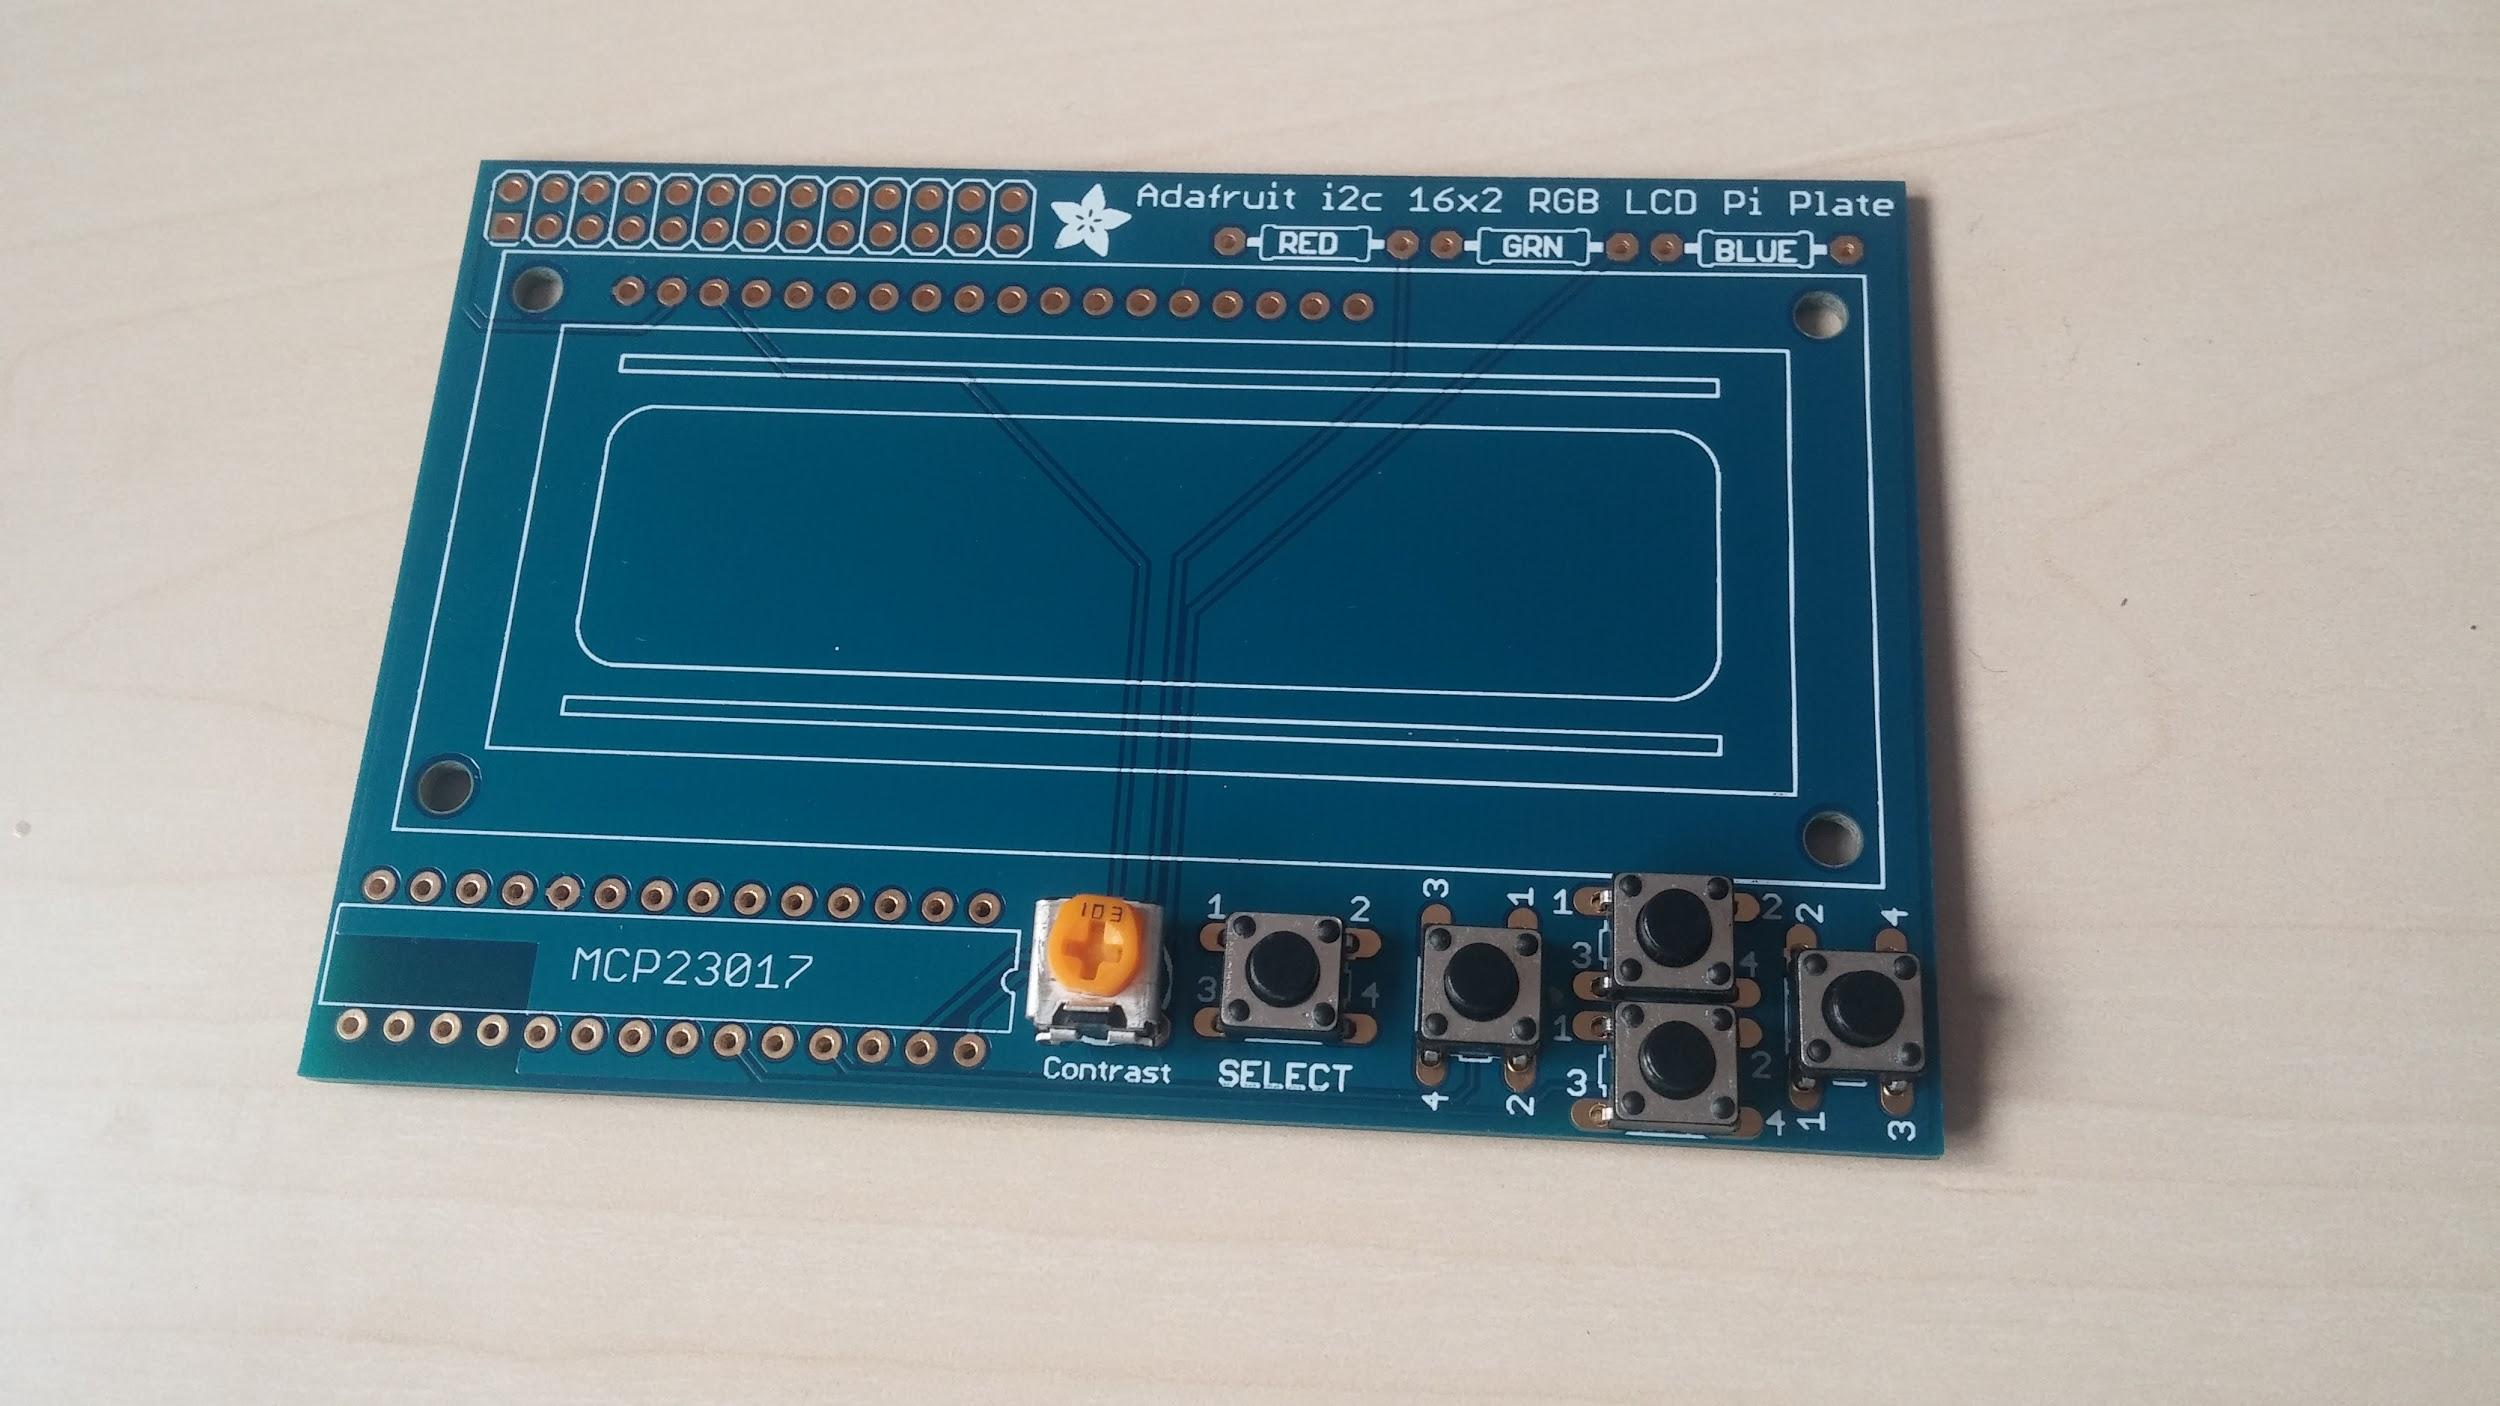 Adafruit i2c 16x2 RGB LCD Pi Plate
RED GRN BLUE
MCP23017
103
Contrast
1 2
3 4
SELECT
3 1
4 2
1 2
3 4
1 2
3 4
2 4
1 3